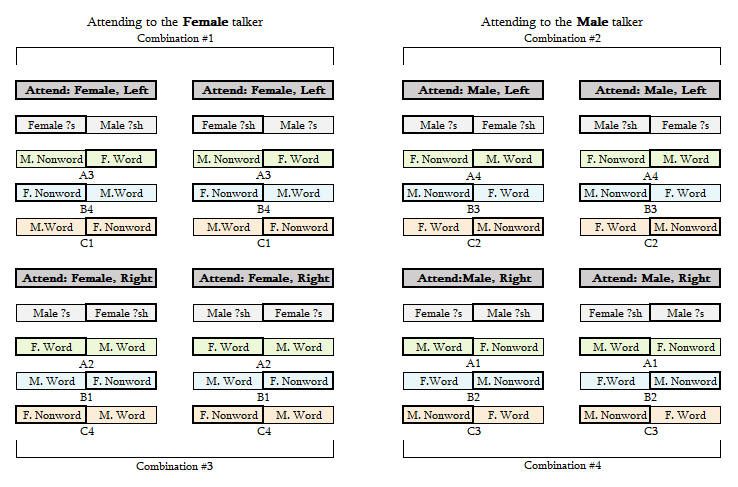 Attending to the Female talker Attending to the Male talker
Combination #1 Combination #2
Attend: Female, Left Attend: Female, Left Attend: Male, Left Attend: Male, Left
Female ?s Male ?sh Female ?sh Male ?s Male ?s Female ?sh Male ?sh Female ?s
M. Nonword F. Word M. Nonword F. Word F. Nonword M. Word F. Nonword M. Word
A3 A3 A4 A4
F. Nonword M.Word F. Nonword M.Word M. Nonword F. Word M. Nonword F. Word
B4 B4 B3 B3
M.Word F. Nonword M.Word F. Nonword F. Word M. Nonword F. Word M. Nonword
C1 C1 C2 C2
Attend: Female, Right Attend: Female, Right Attend:Male, Right Attend: Male, Right
Male ?s Female ?sh Male ?sh Female ?s Female ?s Male ?sh Female ?sh Male ?s
F. Word M. Word F. Word M. Word M. Word F. Nonword M. Word F. Nonword
A2 A2 A1 A1
M. Word F. Nonword M. Word F. Nonword F.Word M. Nonword F.Word M. Nonword
B1 B1 B2 B2
F. Nonword M. Word F. Nonword M. Word M. Nonword F. Word M. Nonword F. Word
C4 C4 C3 C3
Combination #3 Combination #4